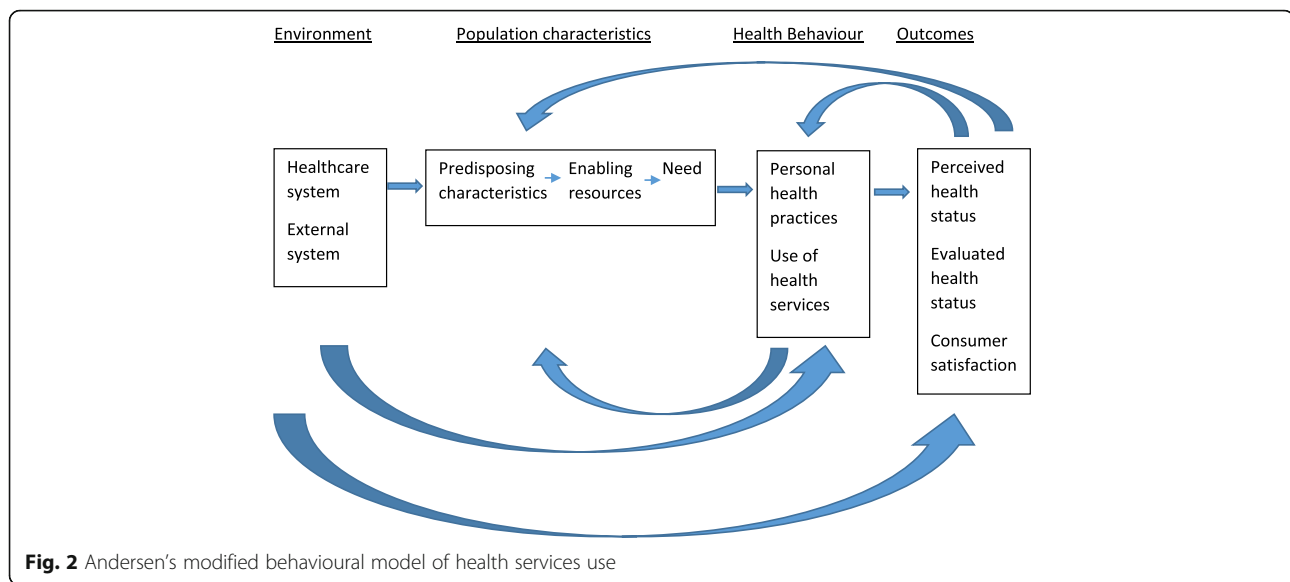 Environment
Population characteristics
Health Behaviour
Outcomes
Healthcare
system
External
system
Predisposing
characteristics
Enabling
resources
Need
Personal
health
practices
Use of
health
services
Perceived
health
status
Evaluated
health
status
Consumer
satisfaction
Fig. 2 Andersen’s modified behavioural model of health services use